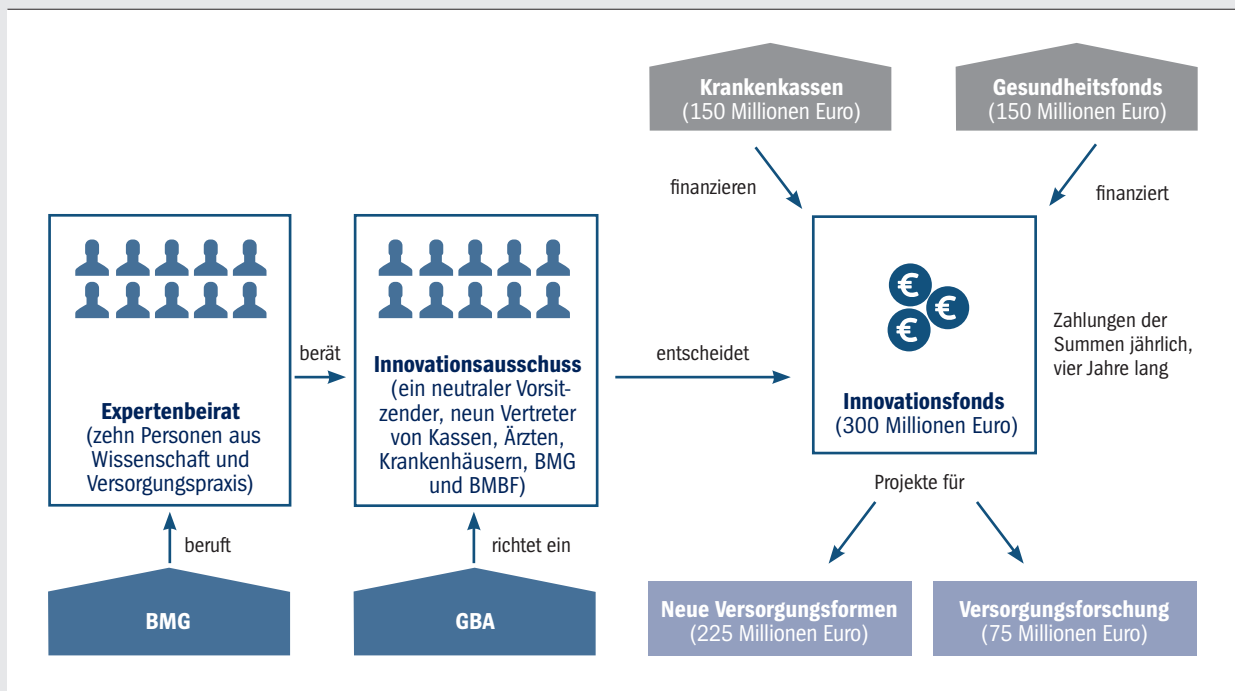 Krankenkassen
(150 Millionen Euro)
Gesundheitsfonds
(150 Millionen Euro)
finanzieren
finanziert
Expertenbeirat
(zehn Personen aus
Wissenschaft und
Versorgungspraxis)
berät
Innovationsausschuss
(ein neutraler Vorsit-
zender, neun Vertreter
von Kassen, Ärzten,
Krankenhäusern, BMG
und BMBF)
entscheidet
€
€
€
Innovationsfonds
(300 Millionen Euro)
Zahlungen der
Summen jährlich,
vier Jahre lang
Projekte für
beruft
richtet ein
BMG
GBA
Neue Versorgungsformen
(225 Millionen Euro)
Versorgungsforschung
(75 Millionen Euro)